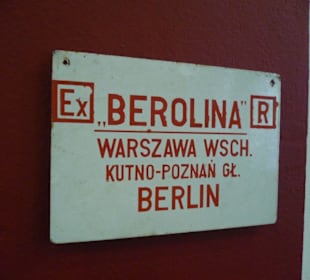 Ex „BEROLINA” R
WARSZAWA WSCH.
KUTNO-POZNAŃ GŁ.
BERLIN